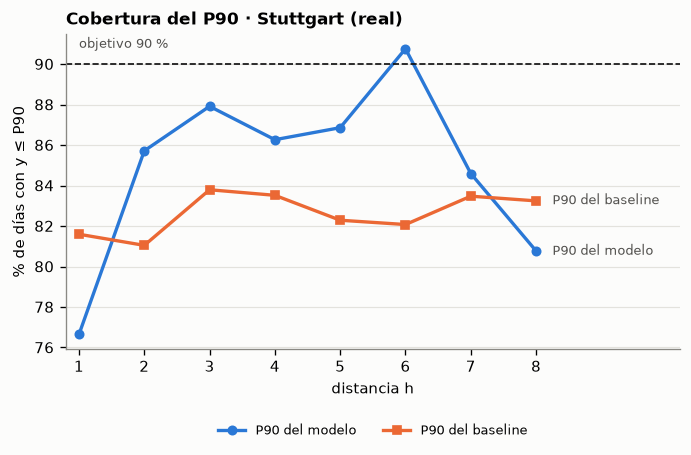 Cobertura del P90 · Stuttgart (real)
objetivo 90 %
% de días con y ≤ P90
90
88
86
84
82
80
78
76
P90 del baseline
P90 del modelo
1 2 3 4 5 6 7 8
distancia h
P90 del modelo P90 del baseline